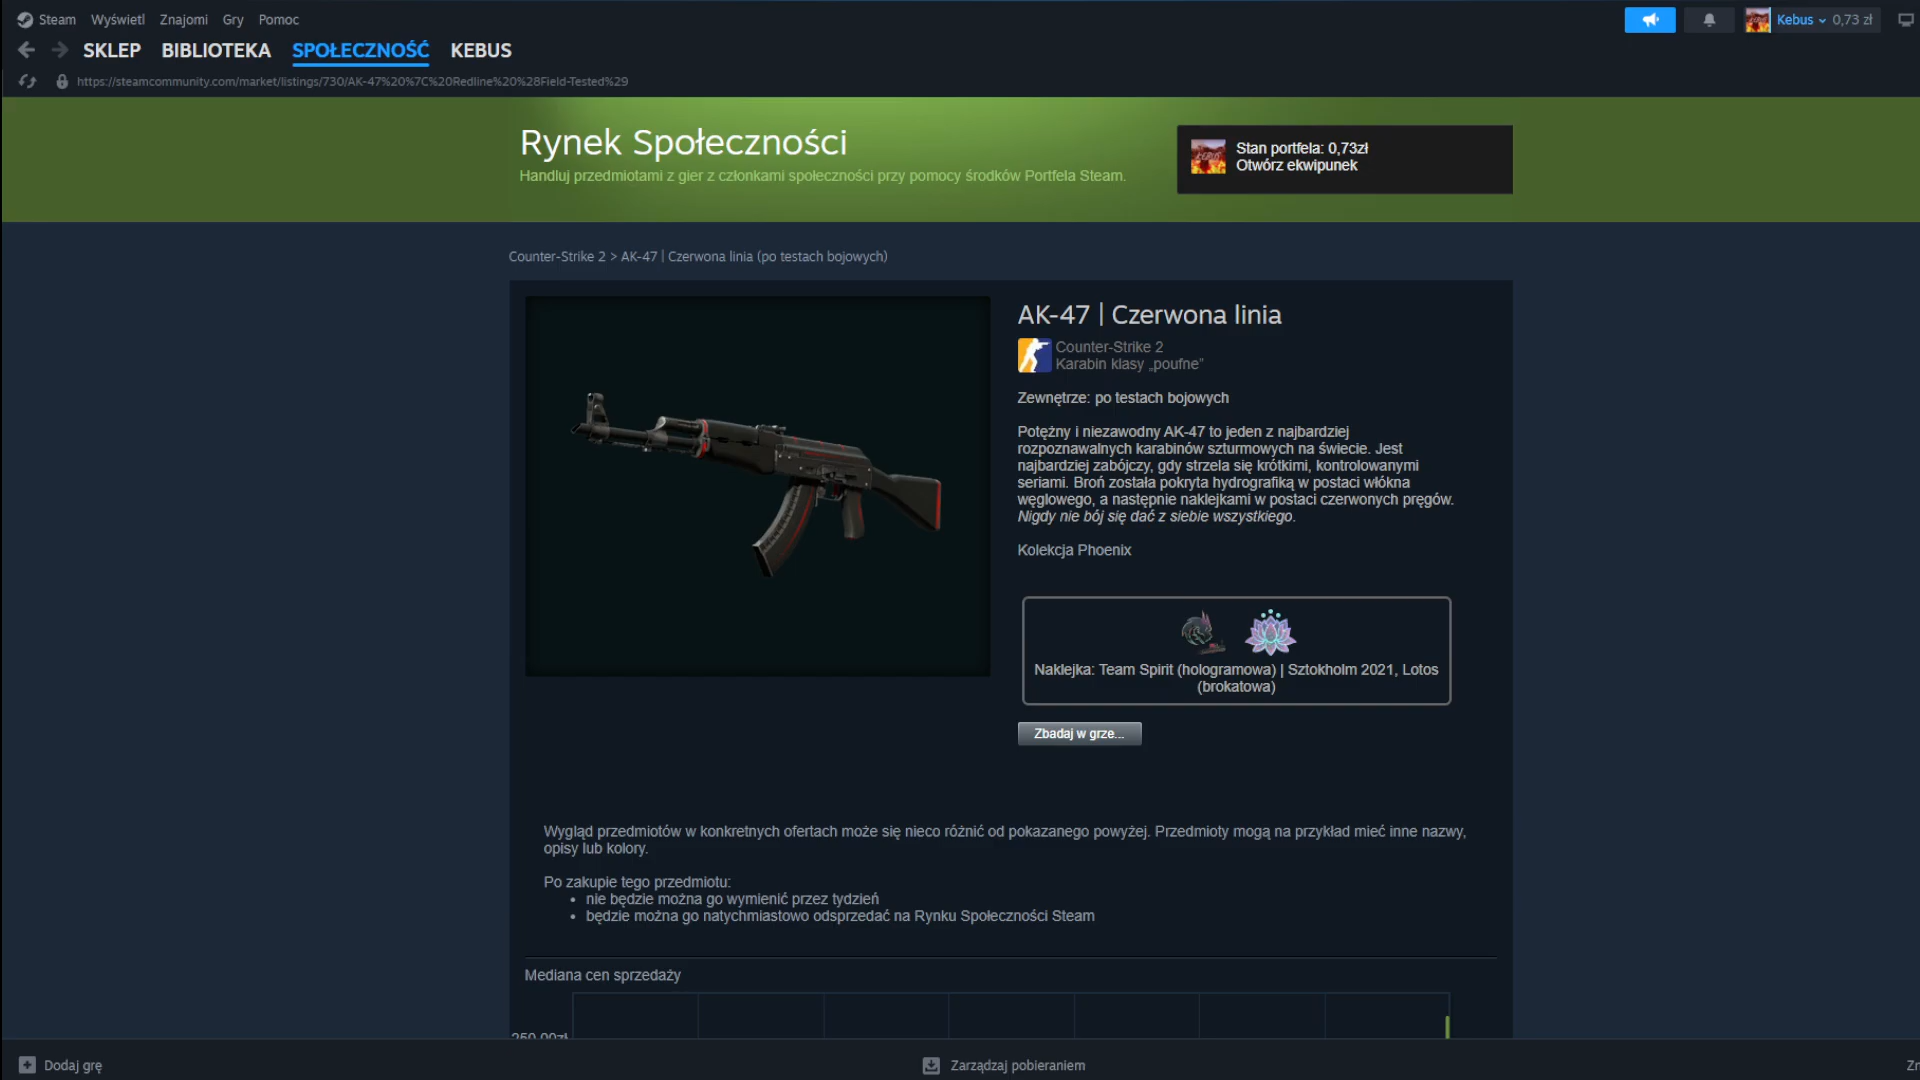 Steam Wyświetl Znajomi Gry Pomoc
Kebus 0,73 zł
SKLEP BIBLIOTEKA SPOŁECZNOŚĆ KEBUS
https://steamcommunity.com/market/listings/730/AK-47%20%7C%20Redline%20%28Field-Tested%29
Rynek Społeczności
Handluj przedmiotami z gier z członkami społeczności przy pomocy środków Portfela Steam.
Stan portfela: 0,73zł
Otwórz ekwipunek
Counter-Strike 2 > AK-47 | Czerwona linia (po testach bojowych)
AK-47 | Czerwona linia
Counter-Strike 2
Karabin klasy „poufne”
Zewnętrze: po testach bojowych
Potężny i niezawodny AK-47 to jeden z najbardziej
rozpoznawalnych karabinów szturmowych na świecie. Jest
najbardziej zabójczy, gdy strzela się krótkimi, kontrolowanymi
seriami. Broń została pokryta hydrografiką w postaci włókna
węglowego, a następnie naklejkami w postaci czerwonych pręgów.
Nigdy nie bój się dać z siebie wszystkiego.
Kolekcja Phoenix
Naklejka: Team Spirit (hologramowa) | Sztokholm 2021, Lotos
(brokatowa)
Zbadaj w grze...
Wygląd przedmiotów w konkretnych ofertach może się nieco różnić od pokazanego powyżej. Przedmioty mogą na przykład mieć inne nazwy,
opisy lub kolory.
Po zakupie tego przedmiotu:
• nie będzie można go wymienić przez tydzień
• będzie można go natychmiastowo odsprzedać na Rynku Społeczności Steam
Mediana cen sprzedaży
250,00zł
Dodaj grę
Zarządzaj pobieraniem